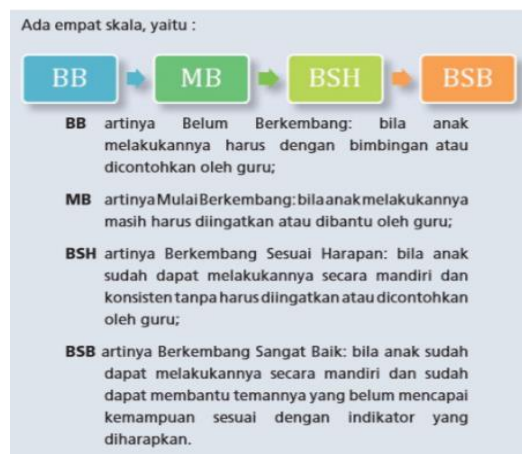 Ada empat skala, yaitu :
BB MB BSH BSB
BB artinya Belum Berkembang: bila anak
melakukannya harus dengan bimbingan atau
dicontohkan oleh guru;
MB artinya Mulai Berkembang: bila anak melakukannya
masih harus diingatkan atau dibantu oleh guru;
BSH artinya Berkembang Sesuai Harapan: bila anak
sudah dapat melakukannya secara mandiri dan
konsisten tanpa harus diingatkan atau dicontohkan
oleh guru;
BSB artinya Berkembang Sangat Baik: bila anak sudah
dapat melakukannya secara mandiri dan sudah
dapat membantu temannya yang belum mencapai
kemampuan sesuai dengan indikator yang
diharapkan.